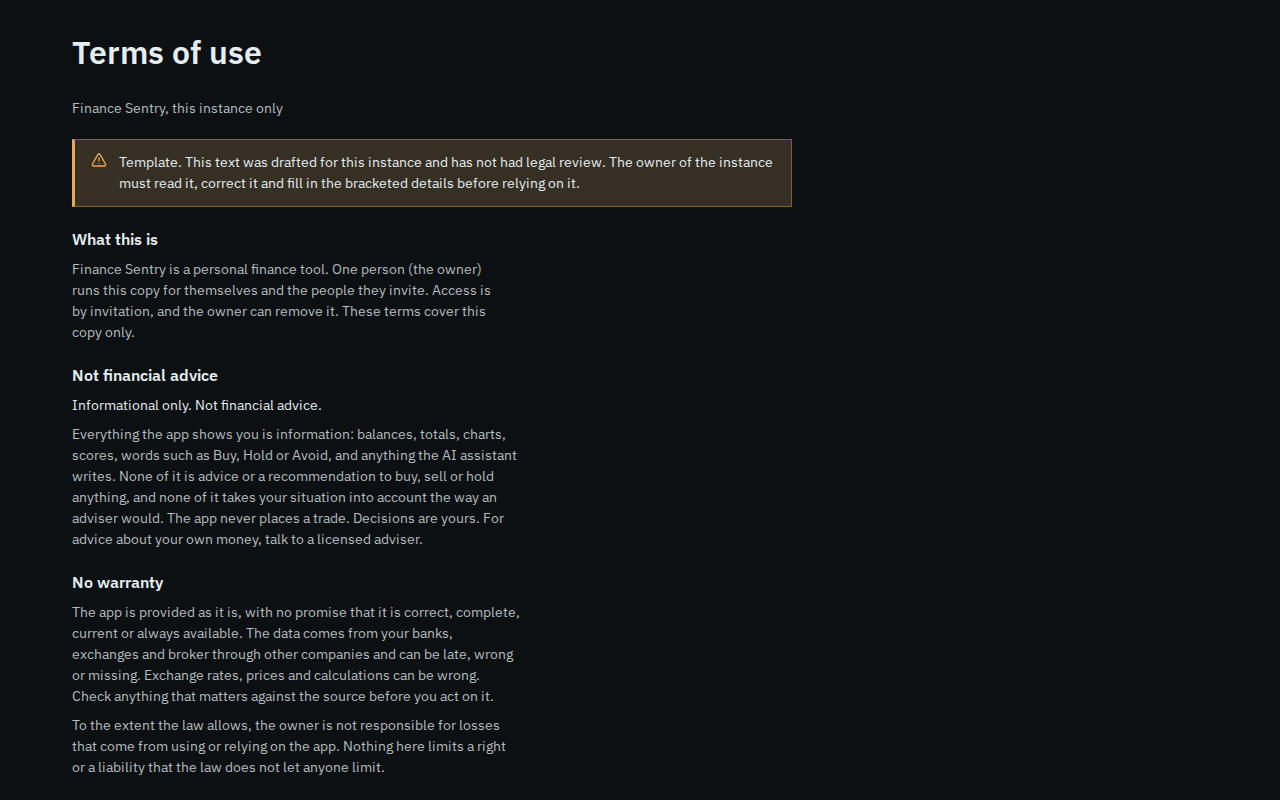 Terms of use
Finance Sentry, this instance only
Template. This text was drafted for this instance and has not had legal review. The owner of the instance
must read it, correct it and fill in the bracketed details before relying on it.
What this is
Finance Sentry is a personal finance tool. One person (the owner)
runs this copy for themselves and the people they invite. Access is
by invitation, and the owner can remove it. These terms cover this
copy only.
Not financial advice
Informational only. Not financial advice.
Everything the app shows you is information: balances, totals, charts,
scores, words such as Buy, Hold or Avoid, and anything the AI assistant
writes. None of it is advice or a recommendation to buy, sell or hold
anything, and none of it takes your situation into account the way an
adviser would. The app never places a trade. Decisions are yours. For
advice about your own money, talk to a licensed adviser.
No warranty
The app is provided as it is, with no promise that it is correct, complete,
current or always available. The data comes from your banks,
exchanges and broker through other companies and can be late, wrong
or missing. Exchange rates, prices and calculations can be wrong.
Check anything that matters against the source before you act on it.
To the extent the law allows, the owner is not responsible for losses
that come from using or relying on the app. Nothing here limits a right
or a liability that the law does not let anyone limit.